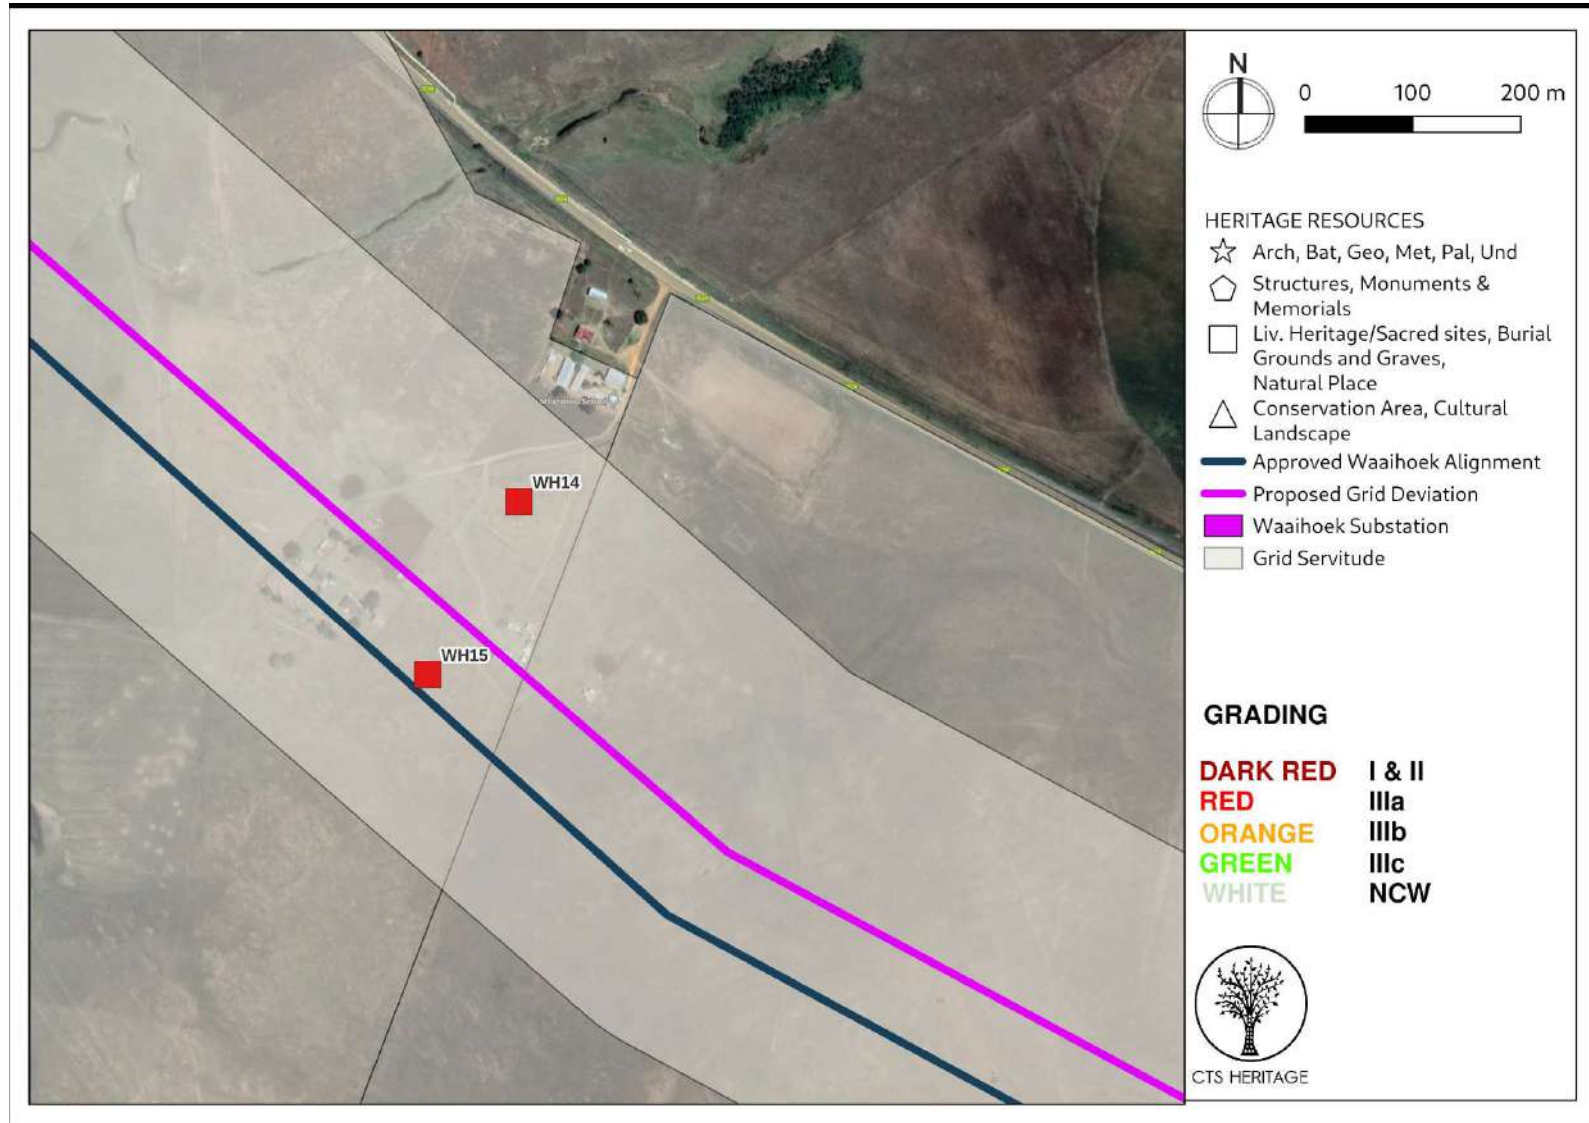 N
0 100 200 m
HERITAGE RESOURCES
Arch, Bat, Geo, Met, Pal, Und
Structures, Monuments &
Memorials
Liv. Heritage/Sacred sites, Burial
Grounds and Graves,
Natural Place
Conservation Area, Cultural
Landscape
Approved Waaihoek Alignment
Proposed Grid Deviation
Waaihoek Substation
Grid Servitude
WH14
WH15
GRADING
DARK RED I & II
RED IIIa
ORANGE IIIb
GREEN IIIc
WHITE NCW
CTS HERITAGE